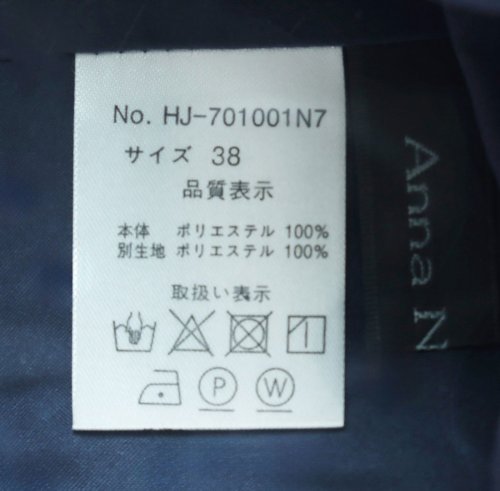 No. HJ-701001N7
サイズ 38
品質表示
本体 ポリエステル 100%
別生地 ポリエステル 100%
取扱い表示
P W
Anna N